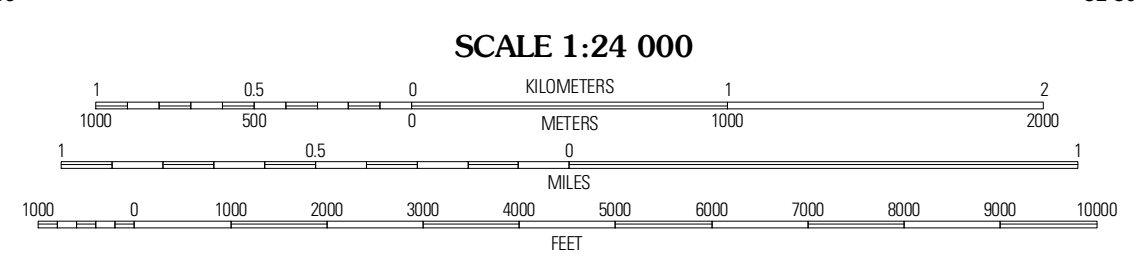 SCALE 1:24 000
1 0.5 0 KILOMETERS 1 2
1000 500 0 METERS 1000 2000
1 0.5 0 1
MILES
1000 0 1000 2000 3000 4000 5000 6000 7000 8000 9000 10000
FEET